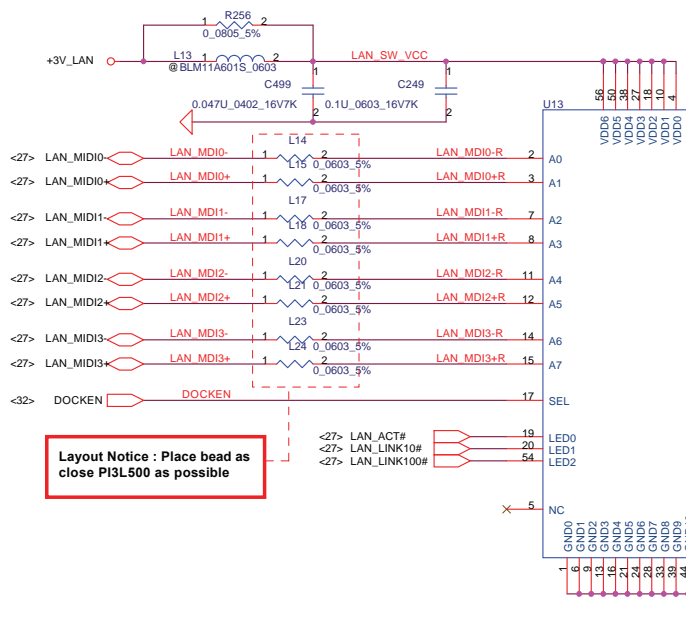 R256
1 2
0_0805_5%
+3V_LAN
L13
1 2
@BLM11A601S_0603
LAN_SW_VCC
C499
1
2
0.047U_0402_16V7K
C249
1
2
0.1U_0603_16V7K
U13
56 50 38 27 18 10 4
VDD6 VDD5 VDD4 VDD3 VDD2 VDD1 VDD0
L14
<27> LAN_MIDI0- LAN_MDI0- 1 2 LAN_MDI0-R 2 A0
L15 0_0603_5%
<27> LAN_MIDI0+ LAN_MDI0+ 1 2 LAN_MDI0+R 3 A1
0_0603_5%
L17
<27> LAN_MIDI1- LAN_MDI1- 1 2 LAN_MDI1-R 7 A2
L18 0_0603_5%
<27> LAN_MIDI1+ LAN_MDI1+ 1 2 LAN_MDI1+R 8 A3
0_0603_5%
L20
<27> LAN_MIDI2- LAN_MDI2- 1 2 LAN_MDI2-R 11 A4
L21 0_0603_5%
<27> LAN_MIDI2+ LAN_MDI2+ 1 2 LAN_MDI2+R 12 A5
0_0603_5%
L23
<27> LAN_MIDI3- LAN_MDI3- 1 2 LAN_MDI3-R 14 A6
L24 0_0603_5%
<27> LAN_MIDI3+ LAN_MDI3+ 1 2 LAN_MDI3+R 15 A7
0_0603_5%
<32> DOCKEN DOCKEN 17 SEL
<27> LAN_ACT# 19 LED0
<27> LAN_LINK10# 20 LED1
<27> LAN_LINK100# 54 LED2
Layout Notice : Place bead as
close PI3L500 as possible
5 NC
GND0 GND1 GND2 GND3 GND4 GND5 GND6 GND7 GND8 GND9
1 6 9 13 16 21 24 28 33 39 44